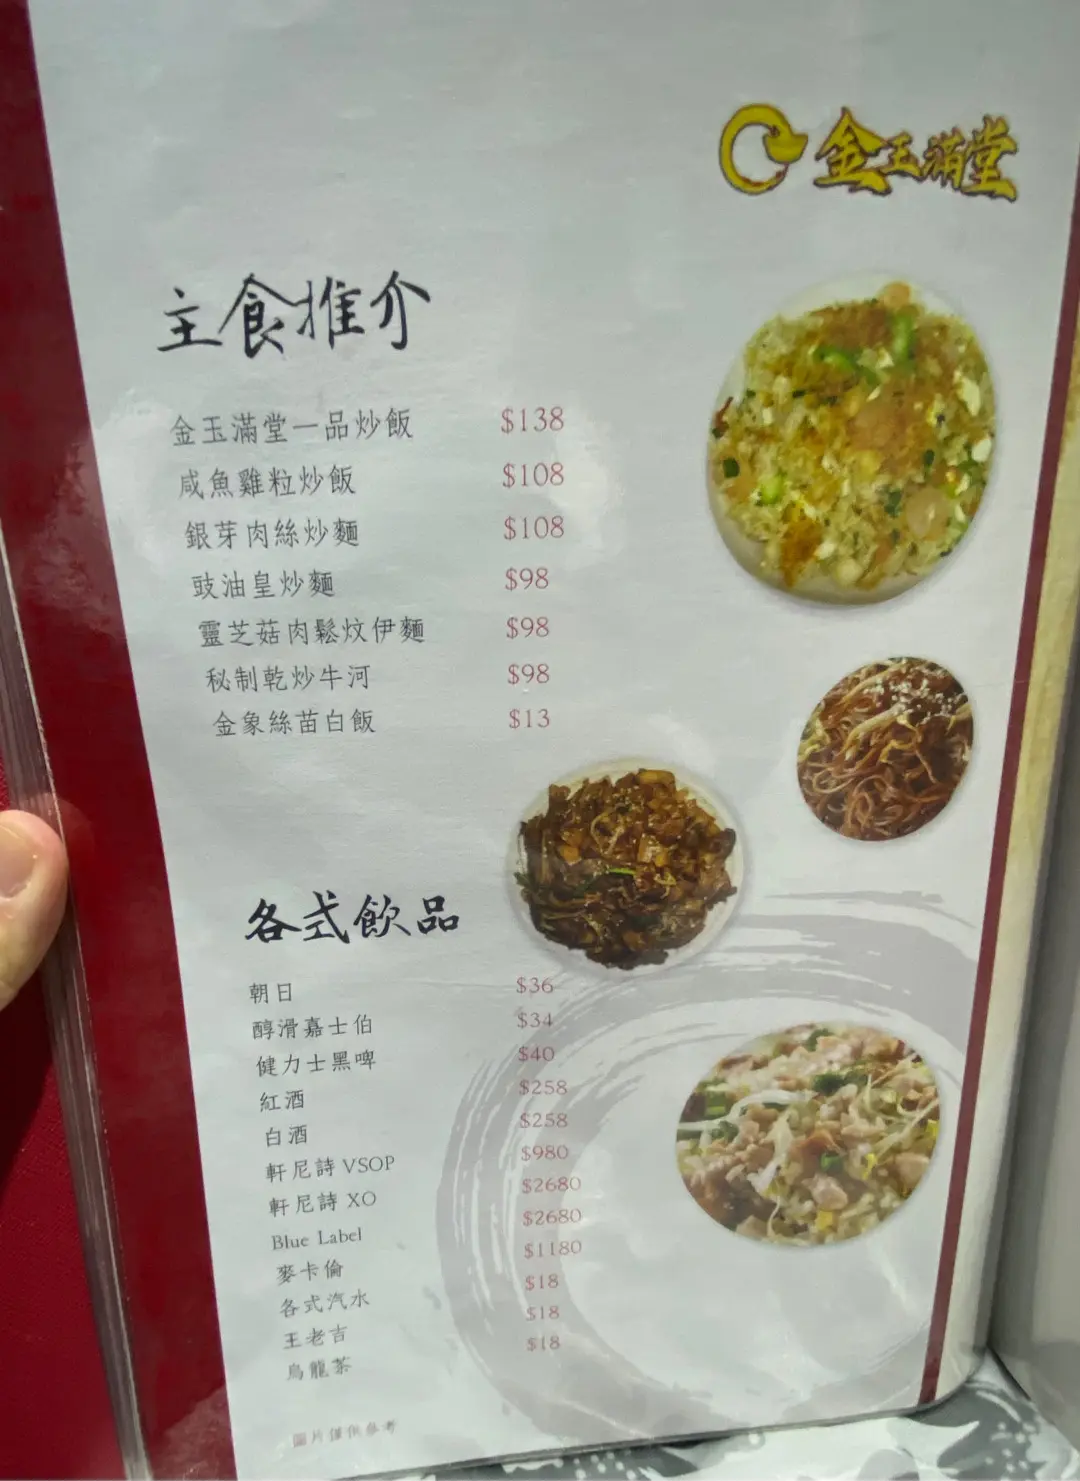 金玉滿堂
主食推介
金玉滿堂一品炒飯 $138
咸魚雞粒炒飯 $108
銀芽肉絲炒麵 $108
豉油皇炒麵 $98
靈芝菇肉鬆炆伊麵 $98
秘制乾炒牛河 $98
金象絲苗白飯 $13
各式飲品
朝日 $36
醇滑嘉士伯 $34
健力士黑啤 $40
紅酒 $258
白酒 $258
軒尼詩 VSOP $980
軒尼詩 XO $2680
Blue Label $2680
麥卡倫 $1180
各式汽水 $18
王老吉 $18
烏龍茶 $18
圖片僅供參考